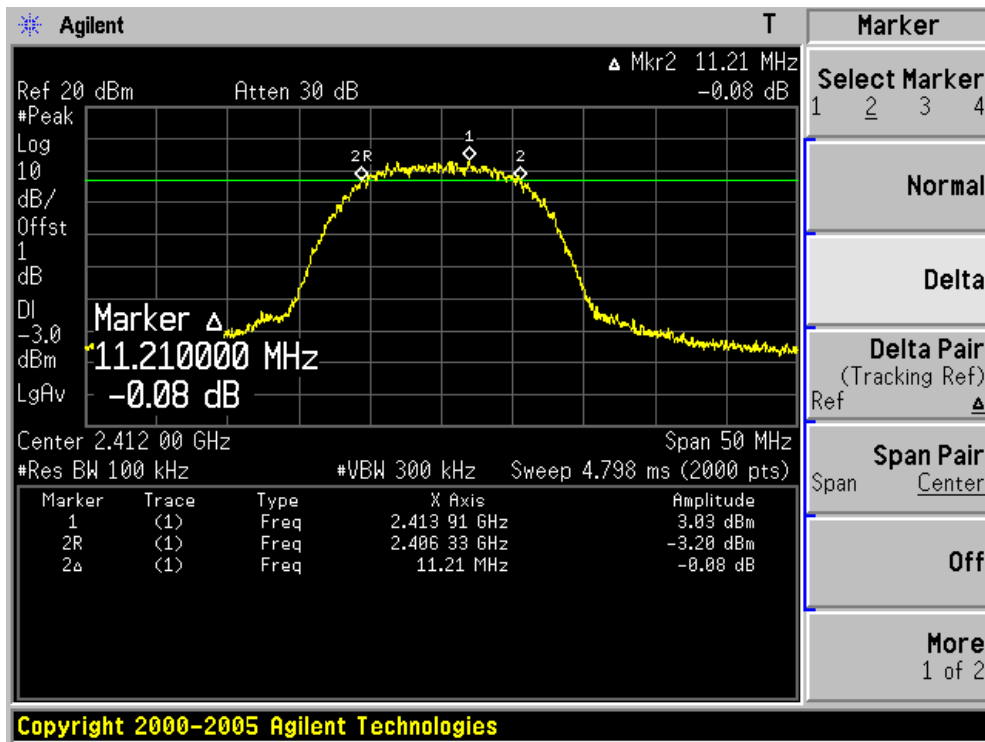 Agilent T
Δ Mkr2 11.21 MHz
Ref 20 dBm Atten 30 dB -0.08 dB
#Peak
Log
10
dB/
Offst
1
dB
DI
-3.0
dBm
LgAv
2R
1
2
Marker Δ
11.210000 MHz
-0.08 dB
Center 2.412 00 GHz Span 50 MHz
#Res BW 100 kHz #VBW 300 kHz Sweep 4.798 ms (2000 pts)
Marker Trace Type X Axis Amplitude
1 (1) Freq 2.413 91 GHz 3.03 dBm
2R (1) Freq 2.406 33 GHz -3.20 dBm
2Δ (1) Freq 11.21 MHz -0.08 dB
Marker
Select Marker
1 2 3 4
Normal
Delta
Delta Pair
(Tracking Ref)
Ref Δ
Span Pair
Span Center
Off
More
1 of 2
Copyright 2000-2005 Agilent Technologies